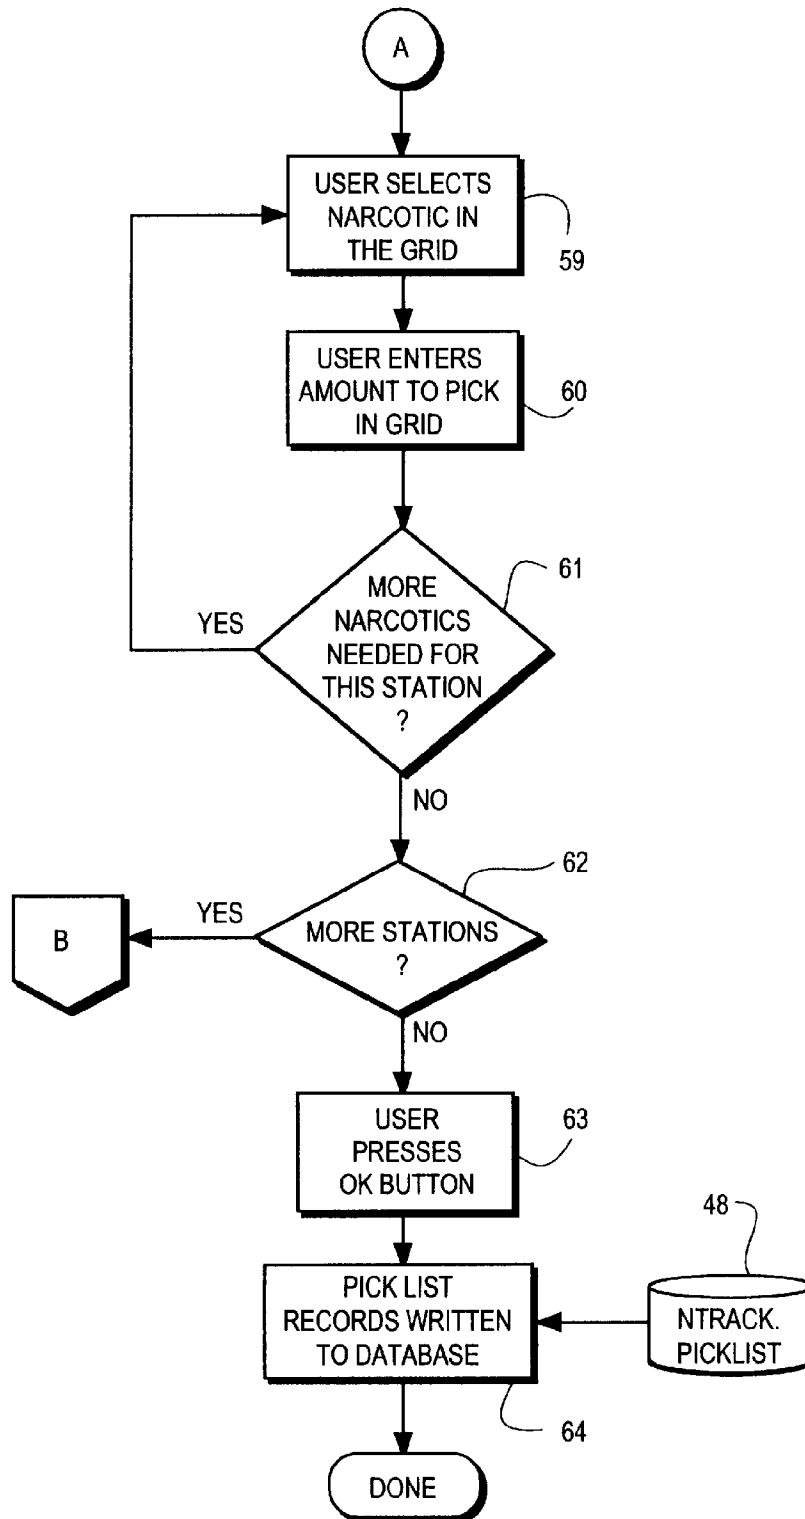 A
USER SELECTS
NARCOTIC IN
THE GRID
59
USER ENTERS
AMOUNT TO PICK
IN GRID
60
MORE
NARCOTICS
NEEDED FOR
THIS STATION
?
61
YES
NO
62
MORE STATIONS
?
YES
B
NO
USER
PRESSES
OK BUTTON
63
48
PICK LIST
RECORDS WRITTEN
TO DATABASE
NTRACK.
PICKLIST
64
DONE